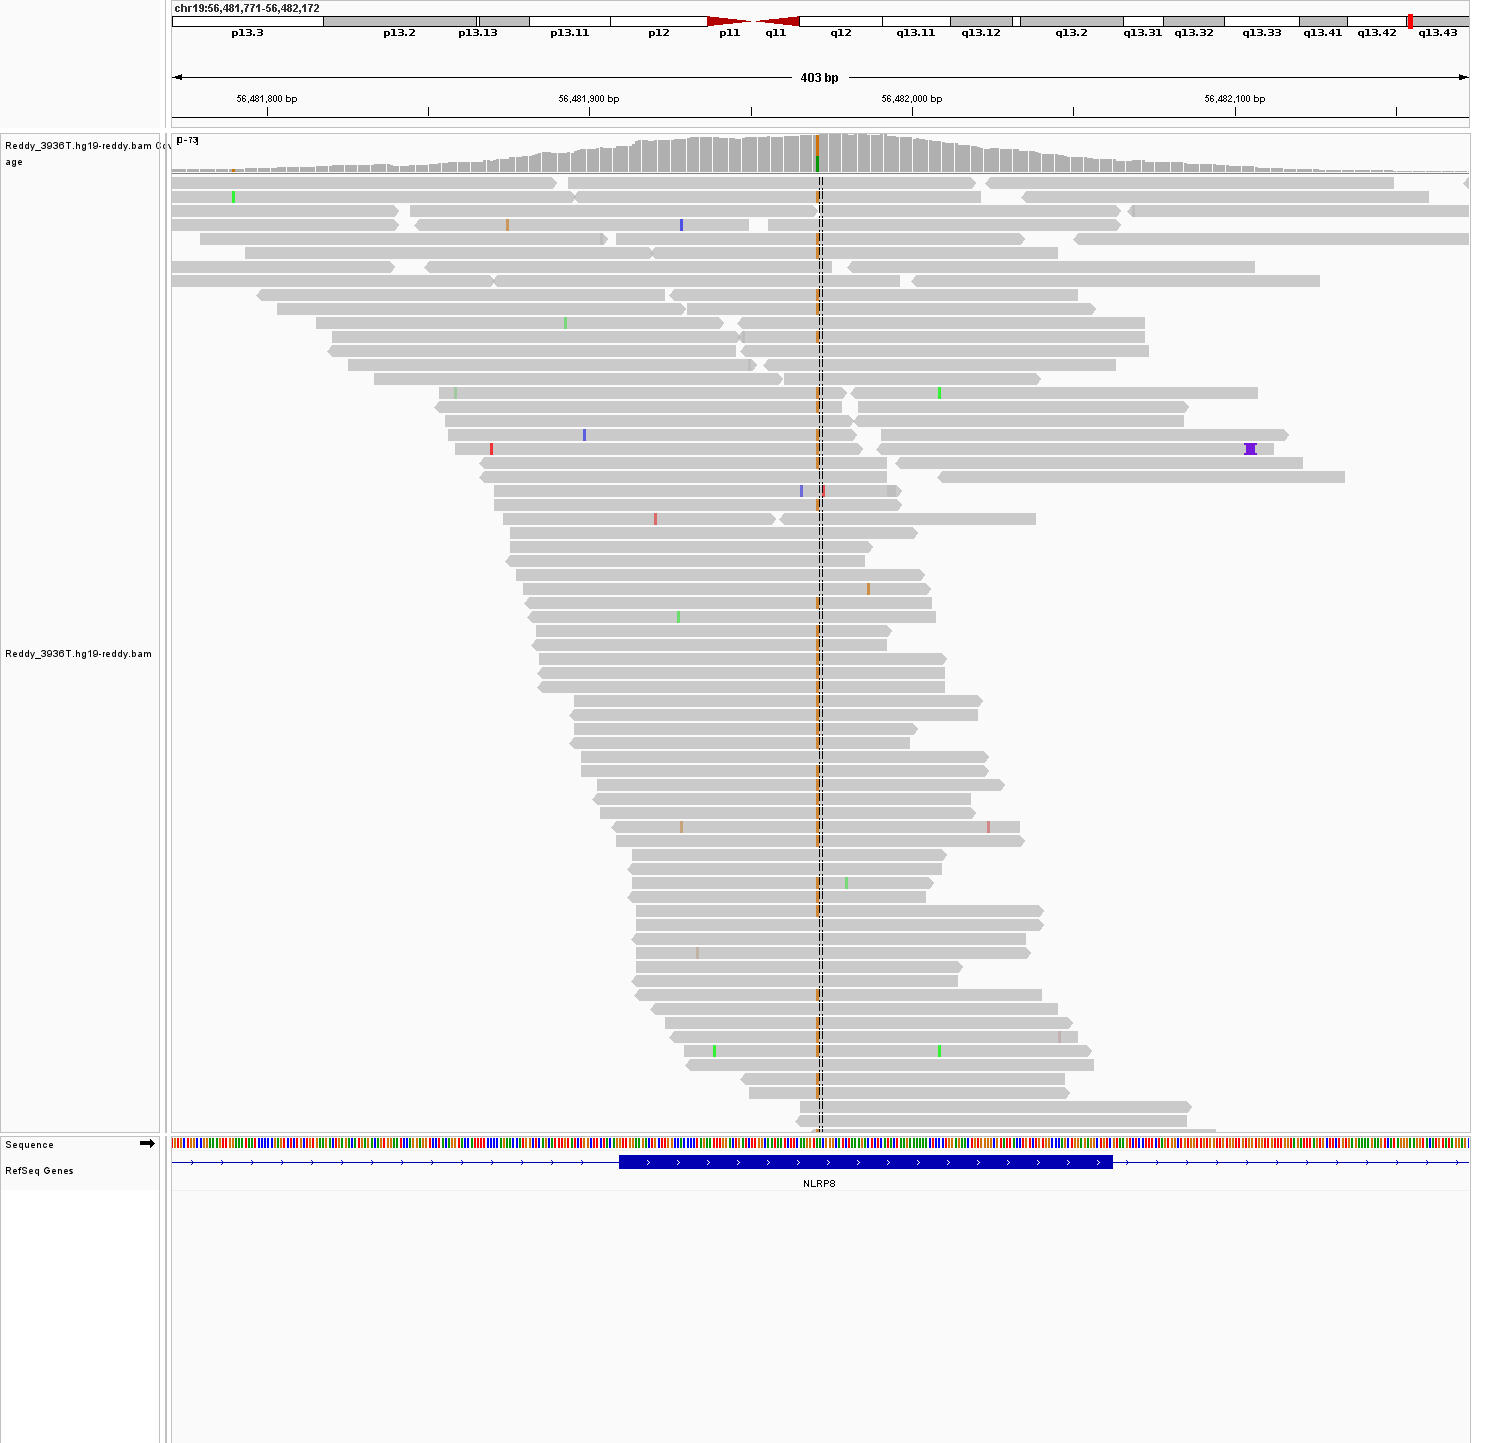 chr19:56,481,771-56,482,172
p13.3 p13.2 p13.13 p13.11 p12 p11 q11 q12 q13.11 q13.12 q13.2 q13.31 q13.32 q13.33 q13.41 q13.42 q13.43
403 bp
56,481,800 bp 56,481,900 bp 56,482,000 bp 56,482,100 bp
[0-73]
Reddy_3936T.hg19-reddy.bam Cov
age
Reddy_3936T.hg19-reddy.bam
Sequence
RefSeq Genes
NLRP8